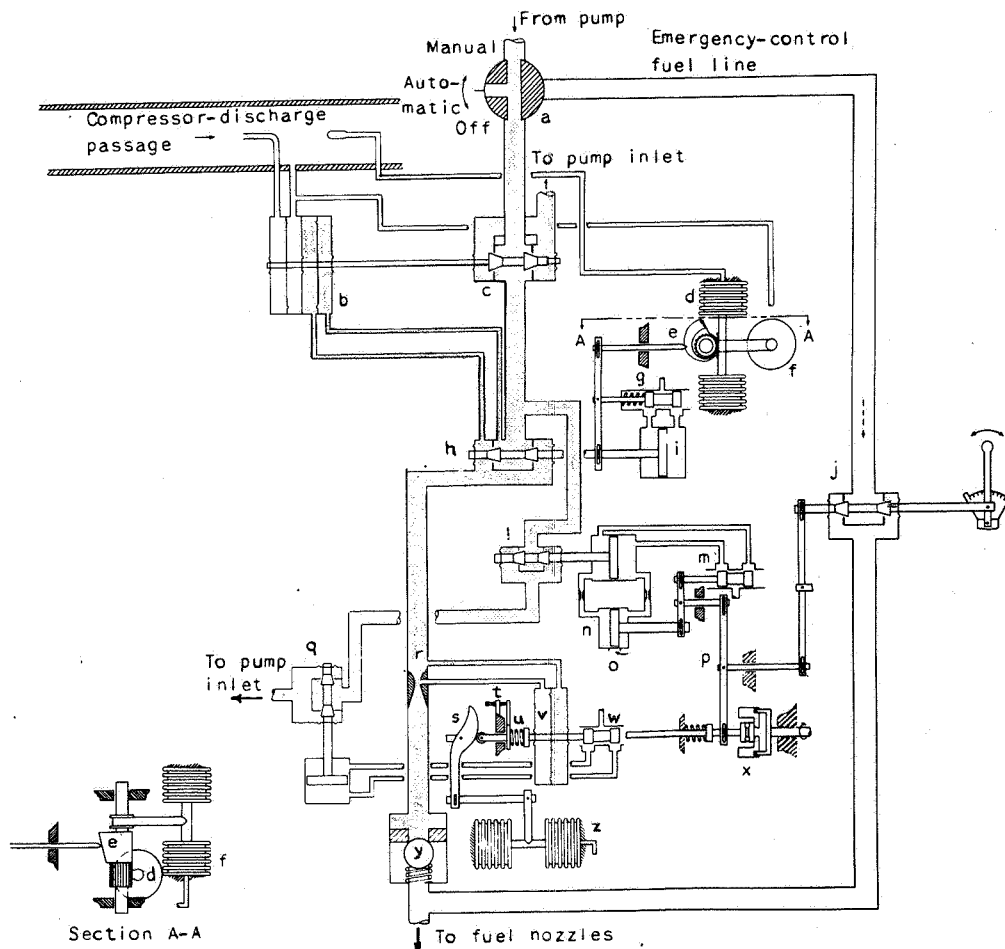 From pump
Manual
Emergency-control
fuel line
Auto-
matic
Off
a
Compressor-discharge
passage
To pump inlet
b
c
d
A
A
e
f
g
h
i
j
l
m
n
o
p
q
To pump
inlet
r
s
t
u
v
w
x
y
z
e
d
f
Section A-A
To fuel nozzles